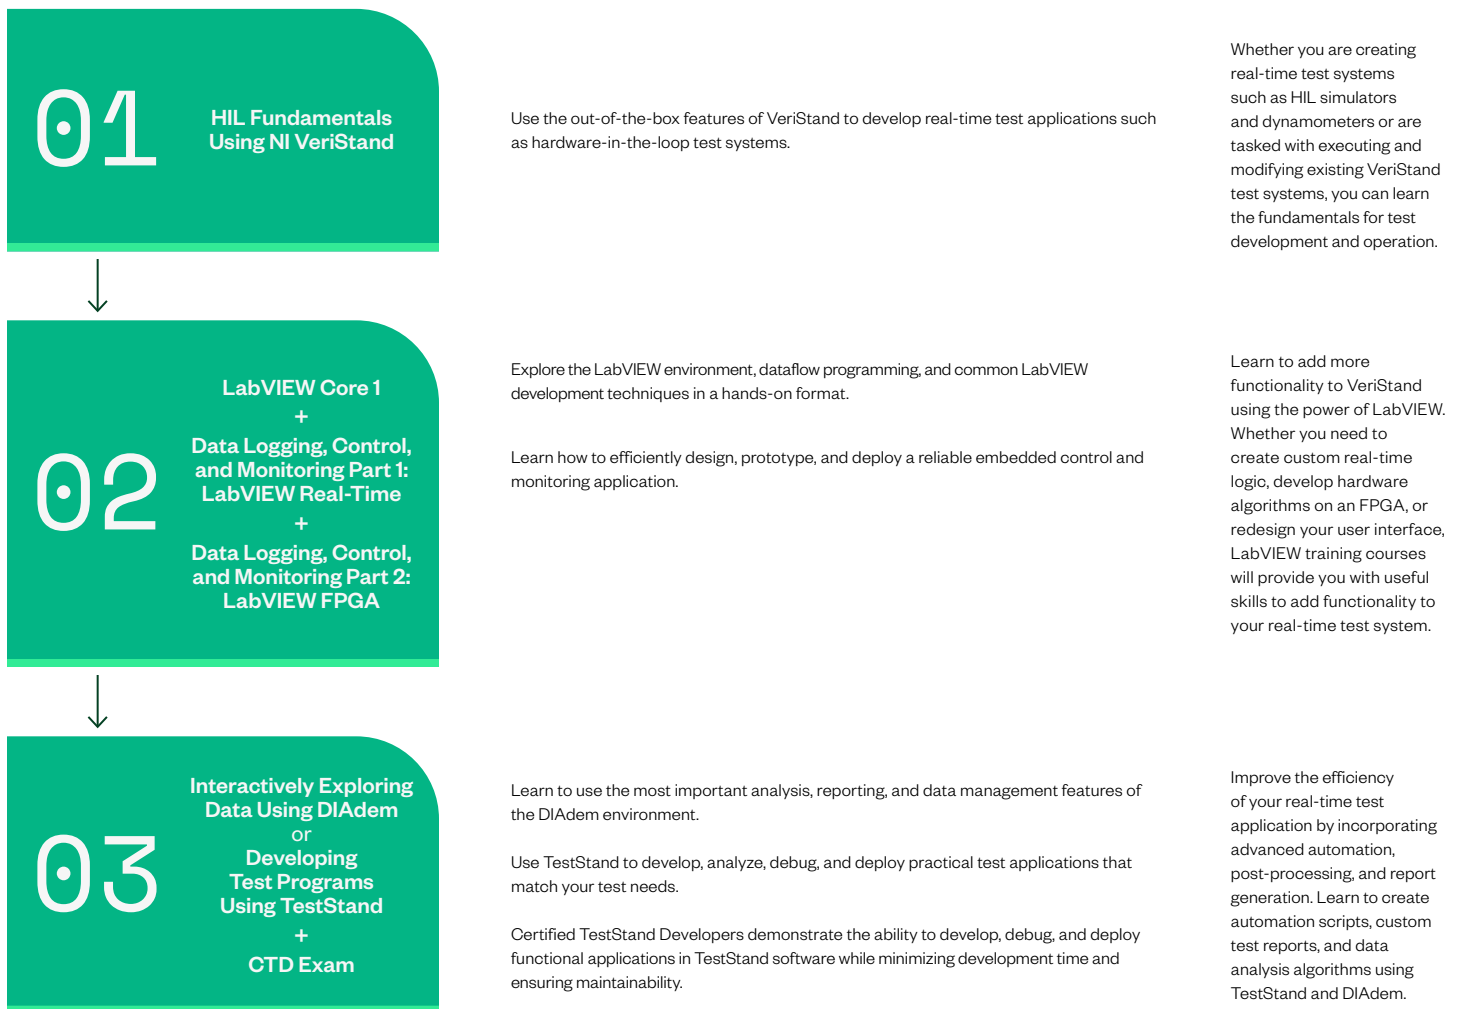 01
HIL Fundamentals
Using NI VeriStand
Use the out-of-the-box features of VeriStand to develop real-time test applications such
as hardware-in-the-loop test systems.
Whether you are creating
real-time test systems
such as HIL simulators
and dynamometers or are
tasked with executing and
modifying existing VeriStand
test systems, you can learn
the fundamentals for test
development and operation.
02
LabVIEW Core 1
+
Data Logging, Control,
and Monitoring Part 1:
LabVIEW Real-Time
+
Data Logging, Control,
and Monitoring Part 2:
LabVIEW FPGA
Explore the LabVIEW environment, dataflow programming, and common LabVIEW
development techniques in a hands-on format.
Learn how to efficiently design, prototype, and deploy a reliable embedded control and
monitoring application.
Learn to add more
functionality to VeriStand
using the power of LabVIEW.
Whether you need to
create custom real-time
logic, develop hardware
algorithms on an FPGA, or
redesign your user interface,
LabVIEW training courses
will provide you with useful
skills to add functionality to
your real-time test system.
03
Interactively Exploring
Data Using DIAdem
or
Developing
Test Programs
Using TestStand
+
CTD Exam
Learn to use the most important analysis, reporting, and data management features of
the DIAdem environment.
Use TestStand to develop, analyze, debug, and deploy practical test applications that
match your test needs.
Certified TestStand Developers demonstrate the ability to develop, debug, and deploy
functional applications in TestStand software while minimizing development time and
ensuring maintainability.
Improve the efficiency
of your real-time test
application by incorporating
advanced automation,
post-processing, and report
generation. Learn to create
automation scripts, custom
test reports, and data
analysis algorithms using
TestStand and DIAdem.